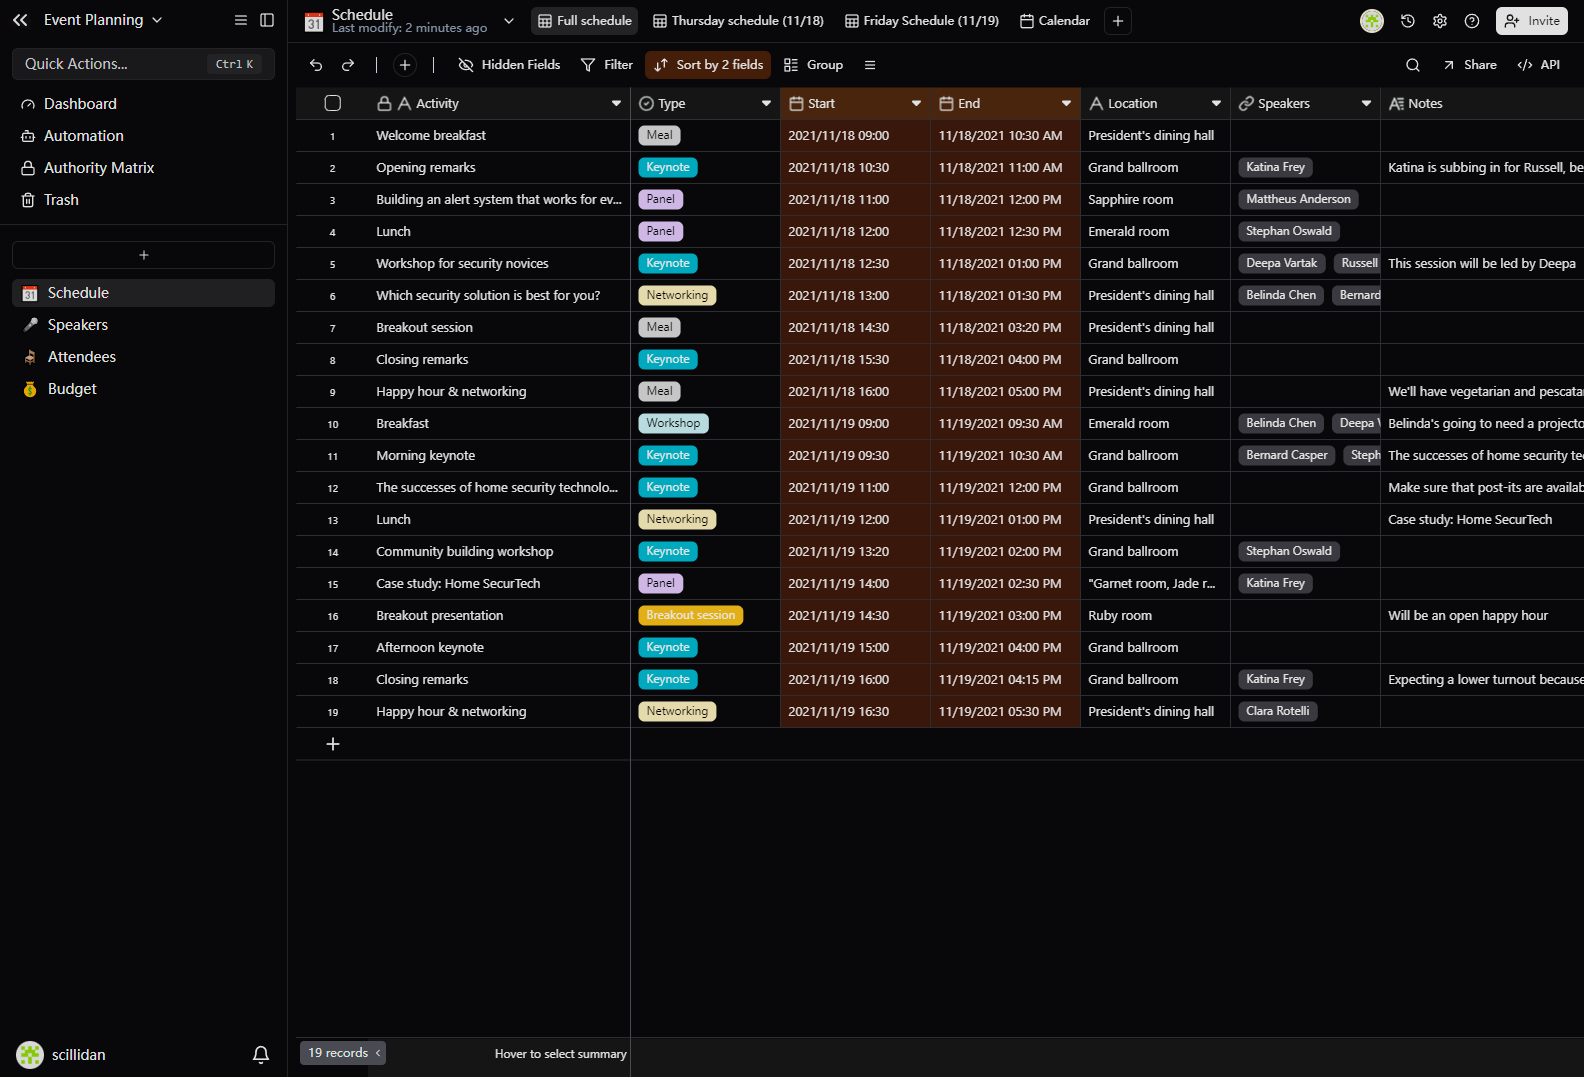 Event Planning
Quick Actions...
Ctrl K
Dashboard
Automation
Authority Matrix
Trash
Schedule
Speakers
Attendees
Budget
scillidan
31 Schedule
Last modify: 2 minutes ago
Full schedule
Thursday schedule (11/18)
Friday Schedule (11/19)
Calendar
Invite
Hidden Fields
Filter
Sort by 2 fields
Group
Share
API
Activity Type Start End Location Speakers Notes
1 Welcome breakfast Meal 2021/11/18 09:00 11/18/2021 10:30 AM President's dining hall
2 Opening remarks Keynote 2021/11/18 10:30 11/18/2021 11:00 AM Grand ballroom Katina Frey Katina is subbing in for Russell, be
3 Building an alert system that works for ev... Panel 2021/11/18 11:00 11/18/2021 12:00 PM Sapphire room Mattheus Anderson
4 Lunch Panel 2021/11/18 12:00 11/18/2021 12:30 PM Emerald room Stephan Oswald
5 Workshop for security novices Keynote 2021/11/18 12:30 11/18/2021 01:00 PM Grand ballroom Deepa Vartak Russell This session will be led by Deepa
6 Which security solution is best for you? Networking 2021/11/18 13:00 11/18/2021 01:30 PM President's dining hall Belinda Chen Bernard
7 Breakout session Meal 2021/11/18 14:30 11/18/2021 03:20 PM President's dining hall
8 Closing remarks Keynote 2021/11/18 15:30 11/18/2021 04:00 PM Grand ballroom
9 Happy hour & networking Meal 2021/11/18 16:00 11/18/2021 05:00 PM President's dining hall We'll have vegetarian and pescata
10 Breakfast Workshop 2021/11/19 09:00 11/19/2021 09:30 AM Emerald room Belinda Chen Deepa V Belinda's going to need a projecto
11 Morning keynote Keynote 2021/11/19 09:30 11/19/2021 10:30 AM Grand ballroom Bernard Casper Steph The successes of home security te
12 The successes of home security technolo... Keynote 2021/11/19 11:00 11/19/2021 12:00 PM Grand ballroom Make sure that post-its are availab
13 Lunch Networking 2021/11/19 12:00 11/19/2021 01:00 PM President's dining hall Case study: Home SecurTech
14 Community building workshop Keynote 2021/11/19 13:20 11/19/2021 02:00 PM Grand ballroom Stephan Oswald
15 Case study: Home SecurTech Panel 2021/11/19 14:00 11/19/2021 02:30 PM "Garnet room, Jade r... Katina Frey
16 Breakout presentation Breakout session 2021/11/19 14:30 11/19/2021 03:00 PM Ruby room Will be an open happy hour
17 Afternoon keynote Keynote 2021/11/19 15:00 11/19/2021 04:00 PM Grand ballroom
18 Closing remarks Keynote 2021/11/19 16:00 11/19/2021 04:15 PM Grand ballroom Katina Frey Expecting a lower turnout because
19 Happy hour & networking Networking 2021/11/19 16:30 11/19/2021 05:30 PM President's dining hall Clara Rotelli
19 records
Hover to select summary